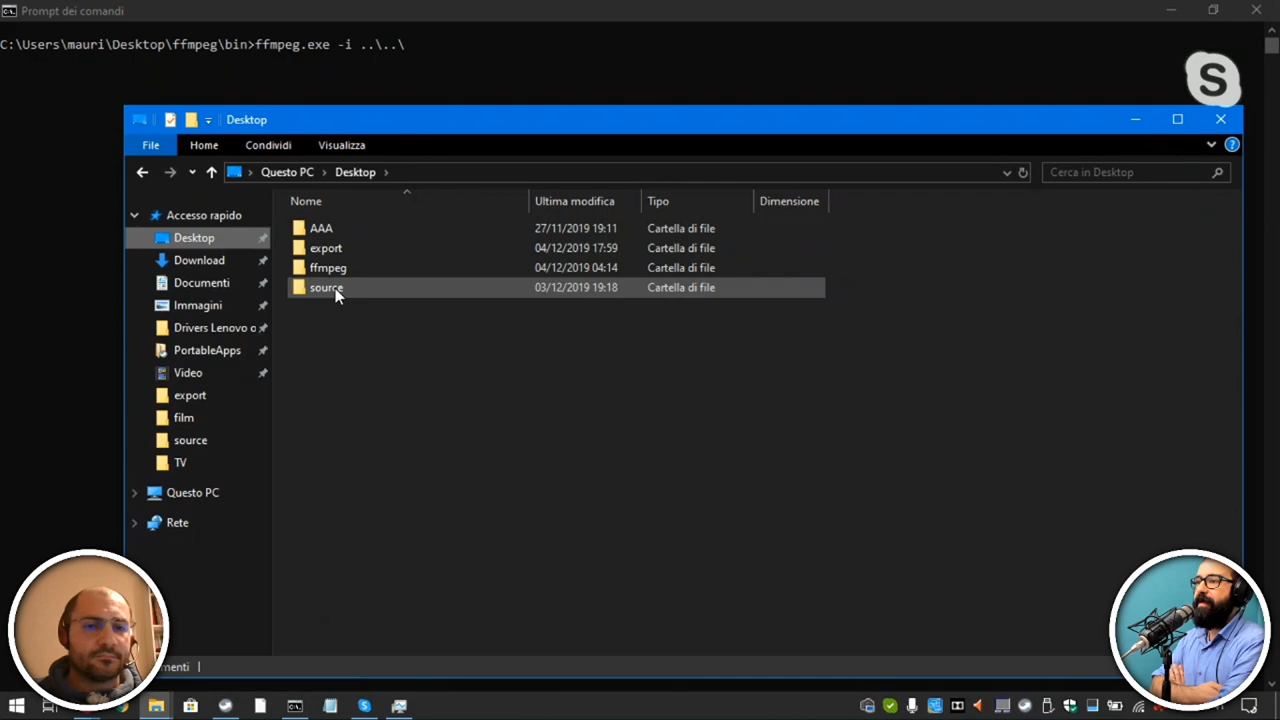 Prompt dei comandi
C:\Users\mauri\Desktop\ffmpeg\bin>ffmpeg.exe -i ..\..\
S
Desktop
File Home Condividi Visualizza
Questo PC > Desktop >
Cerca in Desktop
Nome Ultima modifica Tipo Dimensione
AAA 27/11/2019 19:11 Cartella di file
export 04/12/2019 17:59 Cartella di file
ffmpeg 04/12/2019 04:14 Cartella di file
source 03/12/2019 19:18 Cartella di file
Accesso rapido
Desktop
Download
Documenti
Immagini
Drivers Lenovo o
PortableApps
Video
export
film
source
TV
Questo PC
Rete
menti